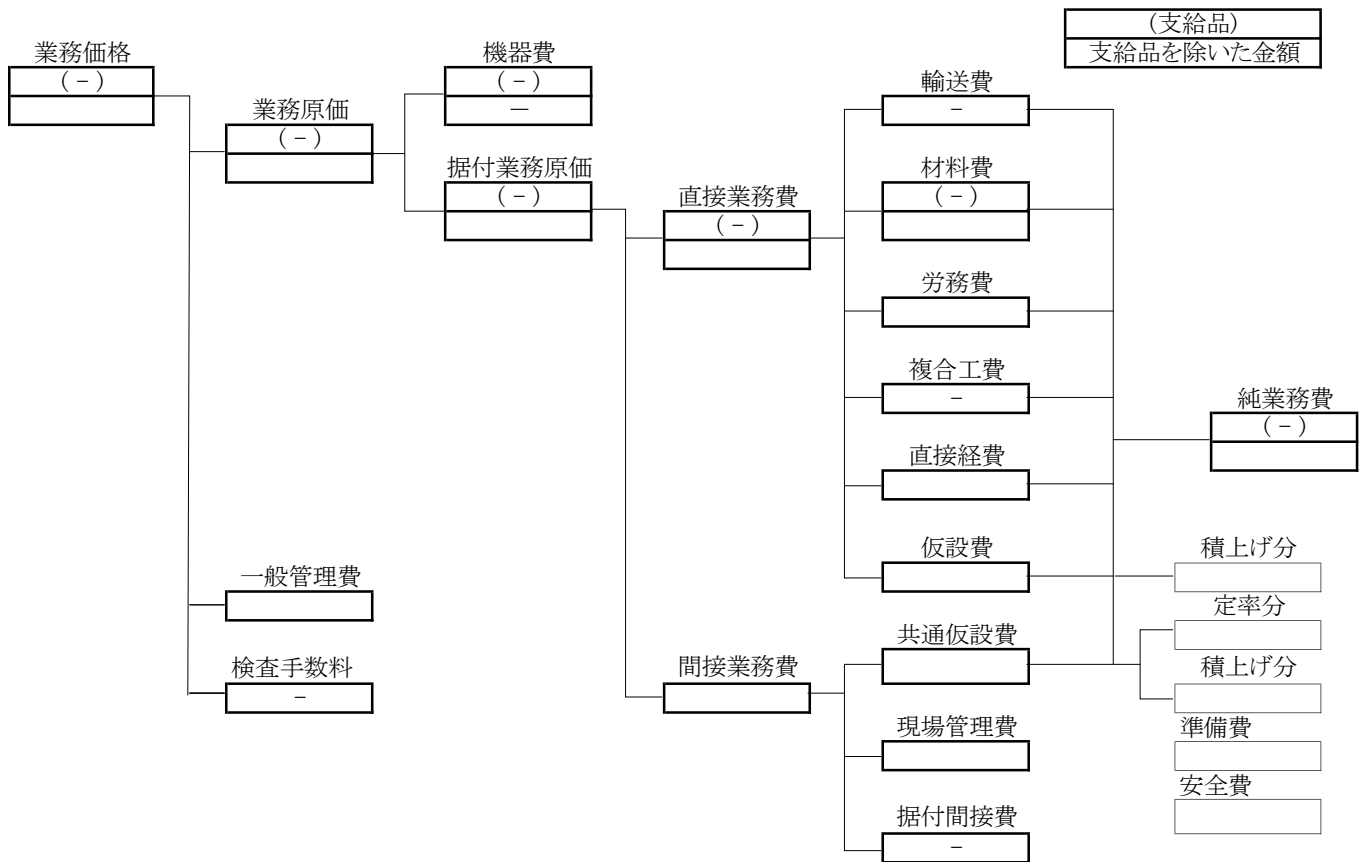 (支給品)
支給品を除いた金額
業務価格
(-)
業務原価
(-)
一般管理費
検査手数料
-
機器費
(-)
-
据付業務原価
(-)
直接業務費
(-)
間接業務費
輸送費
-
材料費
(-)
労務費
複合工費
-
直接経費
仮設費
共通仮設費
現場管理費
据付間接費
-
純業務費
(-)
積上げ分
定率分
積上げ分
準備費
安全費